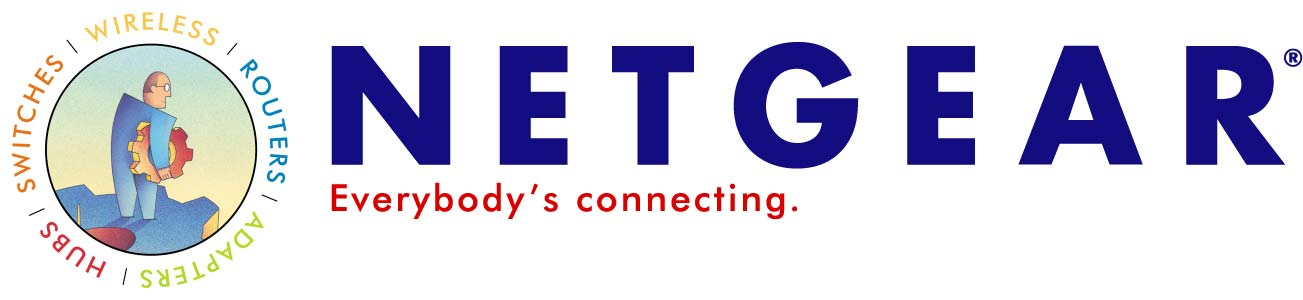 SWITCHES | WIRELESS | ROUTERS | ADAPTERS | HUBS |
NETGEAR®
Everybody's connecting.